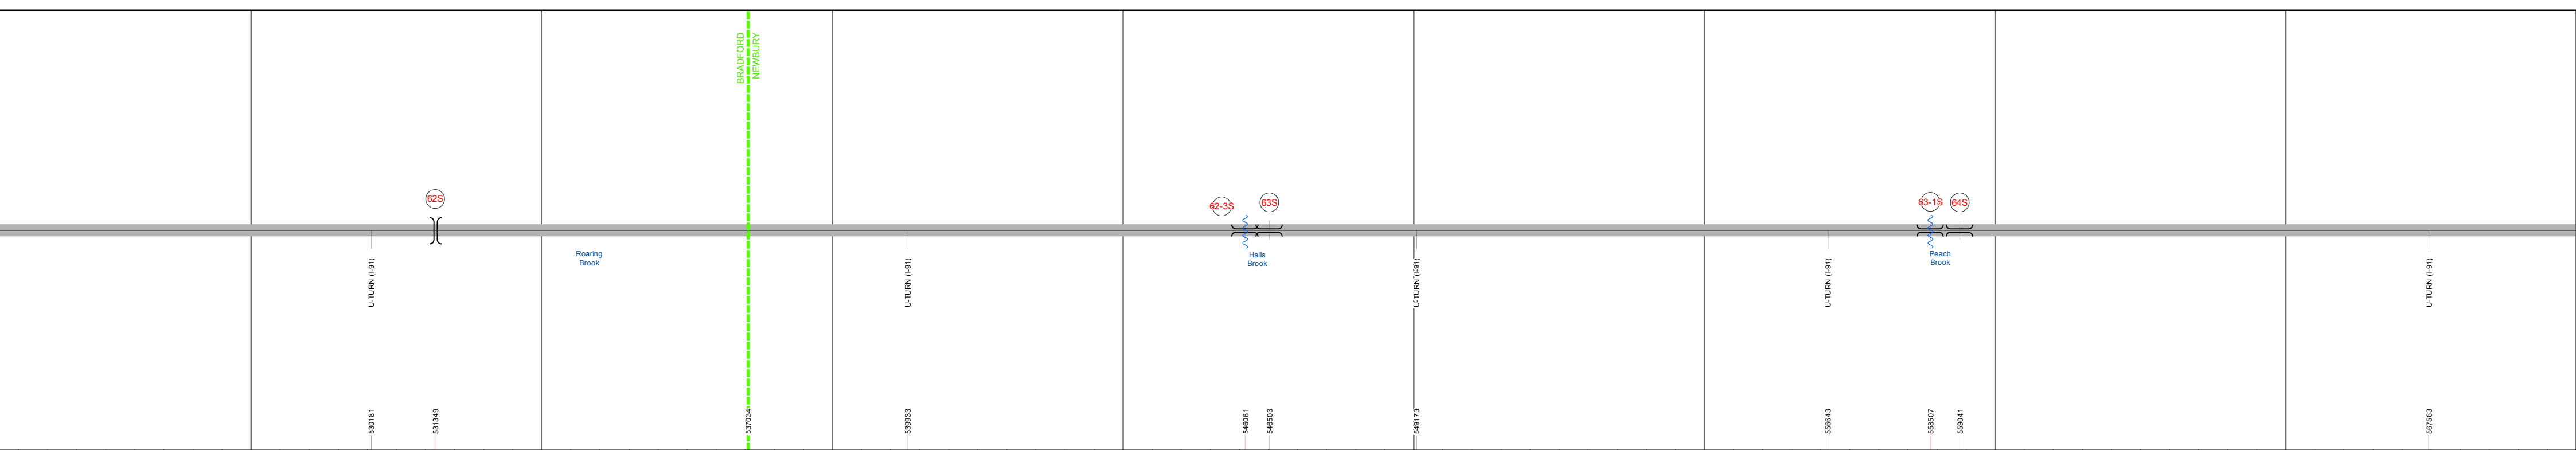 BRADFORD
NEWBURY
62S
62-3S
63S
63-1S
64S
Roaring
Brook
Halls
Brook
Peach
Brook
U-TURN (I-91)
U-TURN (I-91)
U-TURN (I-91)
U-TURN (I-91)
U-TURN (I-91)
530181
531349
537034
539933
546061
546503
549173
556643
558507
559041
567563